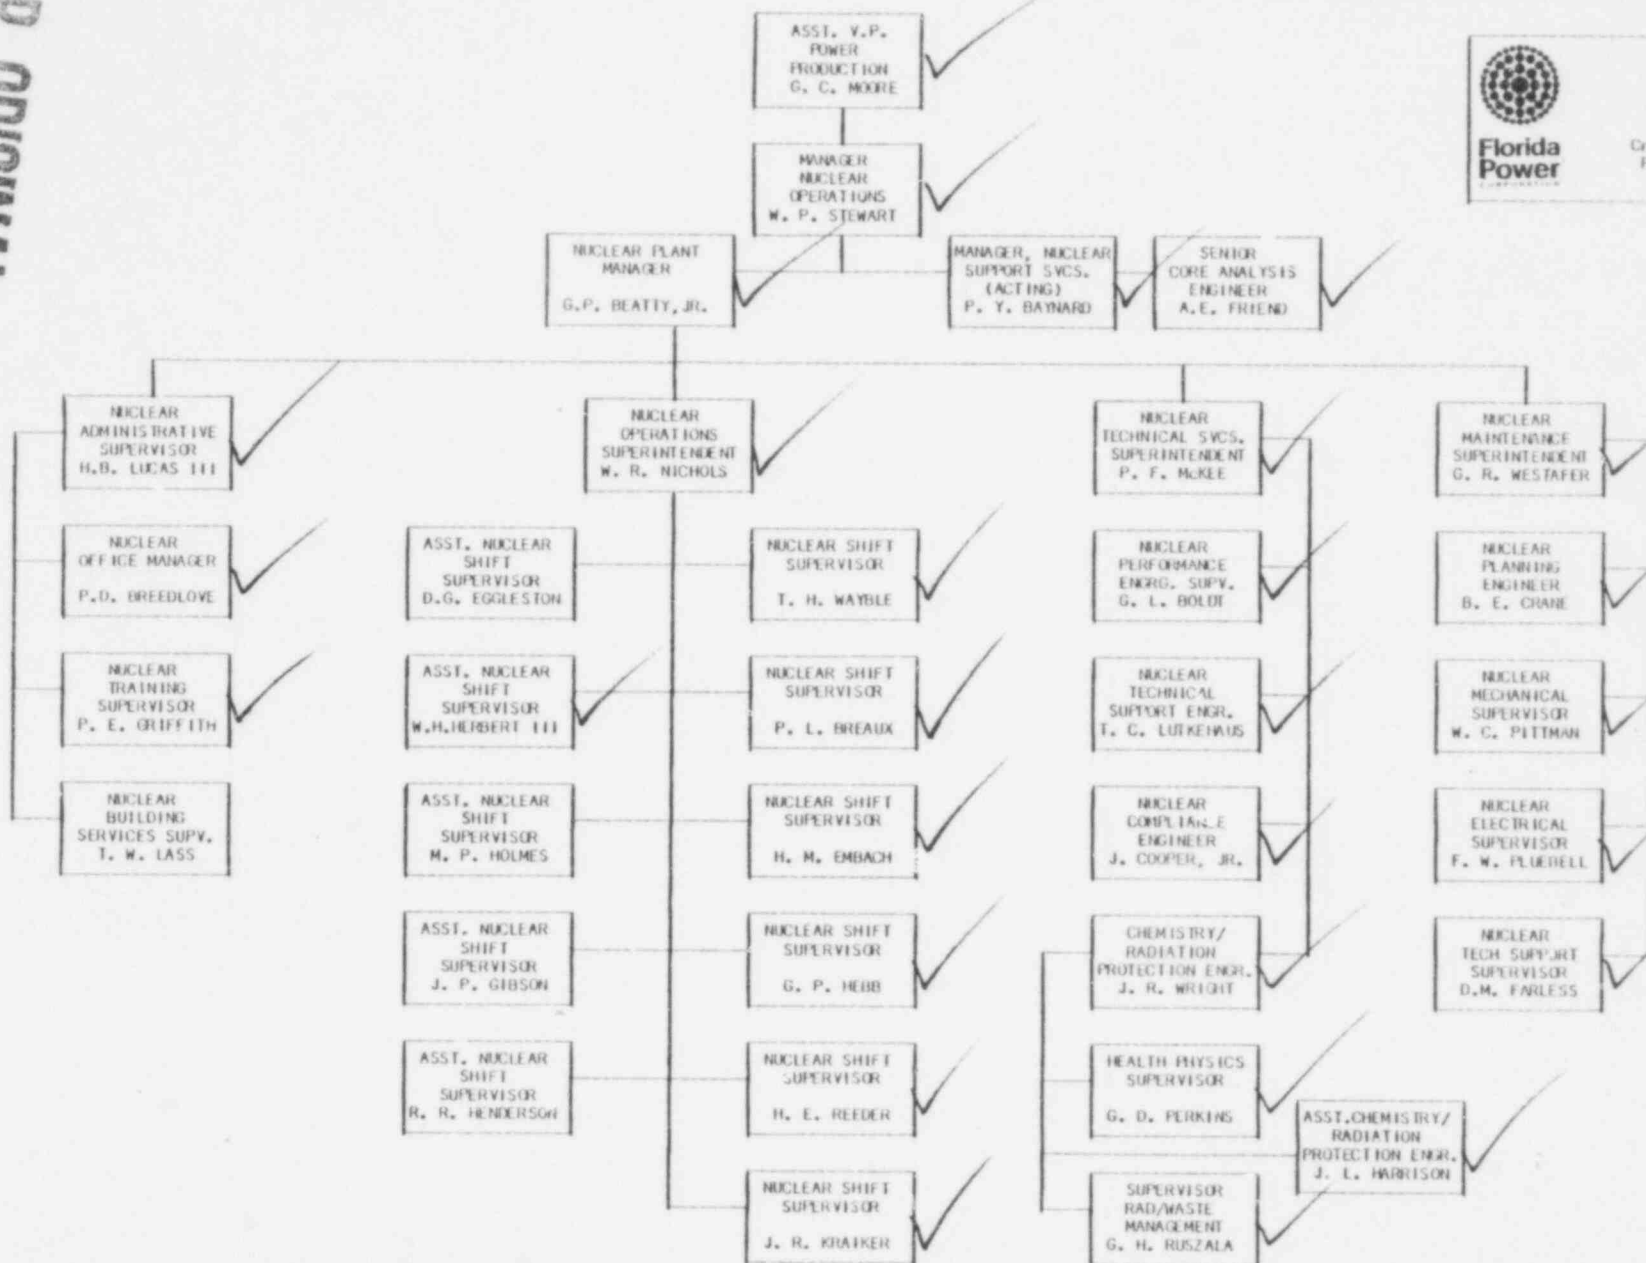 ORIGINAL
ASST. V.P.
POWER
PRODUCTION
G. C. MOORE
Florida
Power
CORPORATION
MANAGER
NUCLEAR
OPERATIONS
W. P. STEWART
NUCLEAR PLANT
MANAGER
G.P. BEATTY, JR.
MANAGER, NUCLEAR
SUPPORT SVCS.
(ACTING)
P. Y. BAYNARD
SENIOR
CORE ANALYSIS
ENGINEER
A.E. FRIEND
NUCLEAR
ADMINISTRATIVE
SUPERVISOR
H.B. LUCAS III
NUCLEAR
OPERATIONS
SUPERINTENDENT
W. R. NICHOLS
NUCLEAR
TECHNICAL SVCS.
SUPERINTENDENT
P. F. McKEE
NUCLEAR
MAINTENANCE
SUPERINTENDENT
G. R. WESTAFER
NUCLEAR
OFFICE MANAGER
P.D. BREEDLOVE
ASST. NUCLEAR
SHIFT
SUPERVISOR
D.G. EGGLESTON
NUCLEAR SHIFT
SUPERVISOR
T. H. WAYBLE
NUCLEAR
PERFORMANCE
ENGRG. SUPV.
G. L. BOLDT
NUCLEAR
PLANNING
ENGINEER
B. E. CRANE
NUCLEAR
TRAINING
SUPERVISOR
P. E. GRIFFITH
ASST. NUCLEAR
SHIFT
SUPERVISOR
W.H.HERBERT III
NUCLEAR SHIFT
SUPERVISOR
P. L. BREAUX
NUCLEAR
TECHNICAL
SUPPORT ENGR.
T. C. LUTKEHAUS
NUCLEAR
MECHANICAL
SUPERVISOR
W. C. PITTMAN
NUCLEAR
BUILDING
SERVICES SUPV.
T. W. LASS
ASST. NUCLEAR
SHIFT
SUPERVISOR
M. P. HOLMES
NUCLEAR SHIFT
SUPERVISOR
H. M. EMBACH
NUCLEAR
COMPLIANCE
ENGINEER
J. COOPER, JR.
NUCLEAR
ELECTRICAL
SUPERVISOR
F. W. PLUEBELL
ASST. NUCLEAR
SHIFT
SUPERVISOR
J. P. GIBSON
NUCLEAR SHIFT
SUPERVISOR
G. P. HEBB
CHEMISTRY/
RADIATION
PROTECTION ENGR.
J. R. WRIGHT
NUCLEAR
TECH SUPPORT
SUPERVISOR
D.M. FARLESS
ASST. NUCLEAR
SHIFT
SUPERVISOR
R. R. HENDERSON
NUCLEAR SHIFT
SUPERVISOR
H. E. REEDER
HEALTH PHYSICS
SUPERVISOR
G. D. PERKINS
ASST.CHEMISTRY/
RADIATION
PROTECTION ENGR.
J. L. HARRISON
NUCLEAR SHIFT
SUPERVISOR
J. R. KRAIKER
SUPERVISOR
RAD/WASTE
MANAGEMENT
G. H. RUSZALA